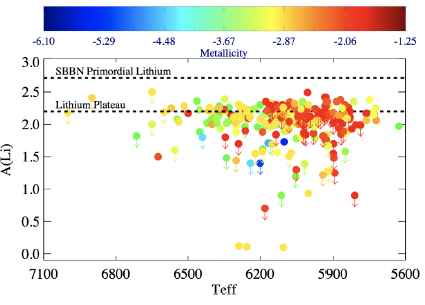 -6.10 -5.29 -4.48 -3.67 -2.87 -2.06 -1.25
Metallicity
3.0
SBBN Primordial Lithium
2.5
Lithium Plateau
2.0
A(Li)
1.5
1.0
0.5
0.0
7100 6800 6500 6200 5900 5600
Teff